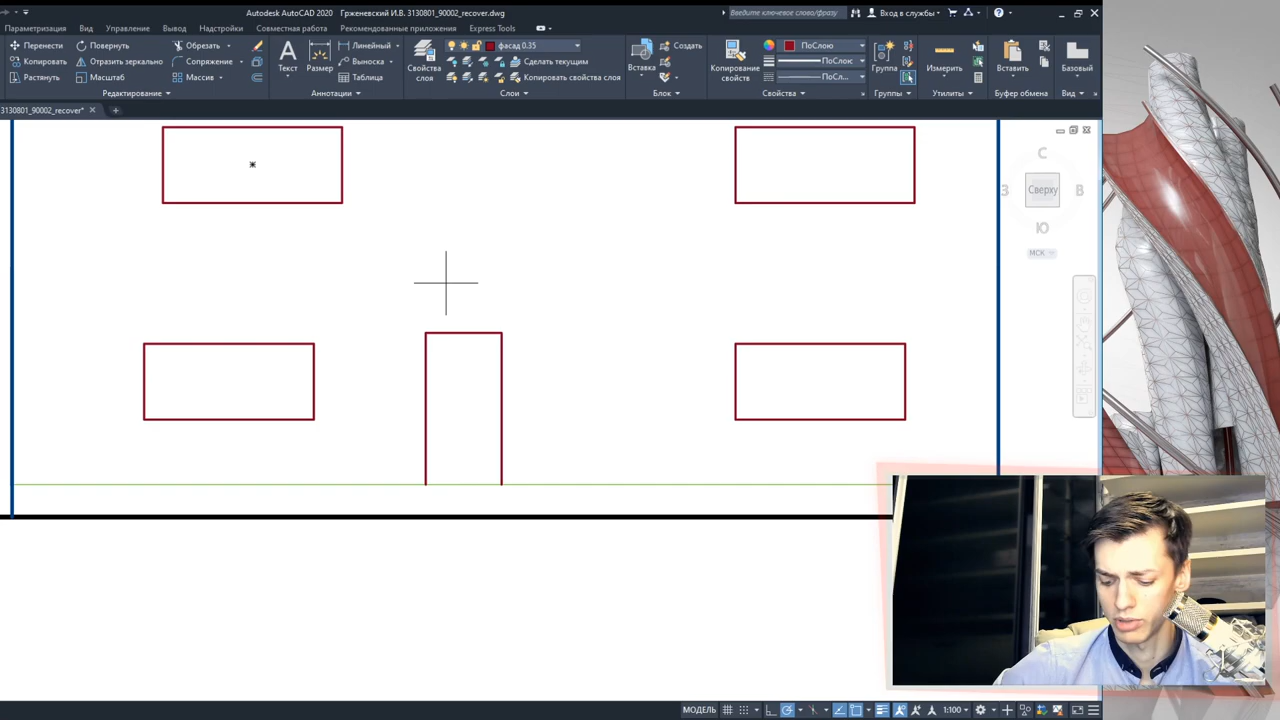 Autodesk AutoCAD 2020 Грженевский И.В. 3130801_90002_recover.dwg
Введите ключевое слово/фразу
Вход в службы
Параметризация Вид Управление Вывод Надстройки Совместная работа Рекомендованные приложения Express Tools
Перенести Повернуть Обрезать
Копировать Отразить зеркально Сопряжение
Растянуть Масштаб Массив
Редактирование
Текст Размер
Линейный
Выноска
Таблица
Аннотации
Свойства слоя
фасад 0.35
Сделать текущим
Копировать свойства слоя
Слои
Вставка
Создать
Блок
Копирование свойств
ПоСлою
ПоСлою
ПоСл...
Свойства
Группа
Группы
Измерить
Утилиты
Вставить
Буфер обмена
Базовый
Вид
3130801_90002_recover*
С
З Сверху В
Ю
МСК
МОДЕЛЬ 1:100